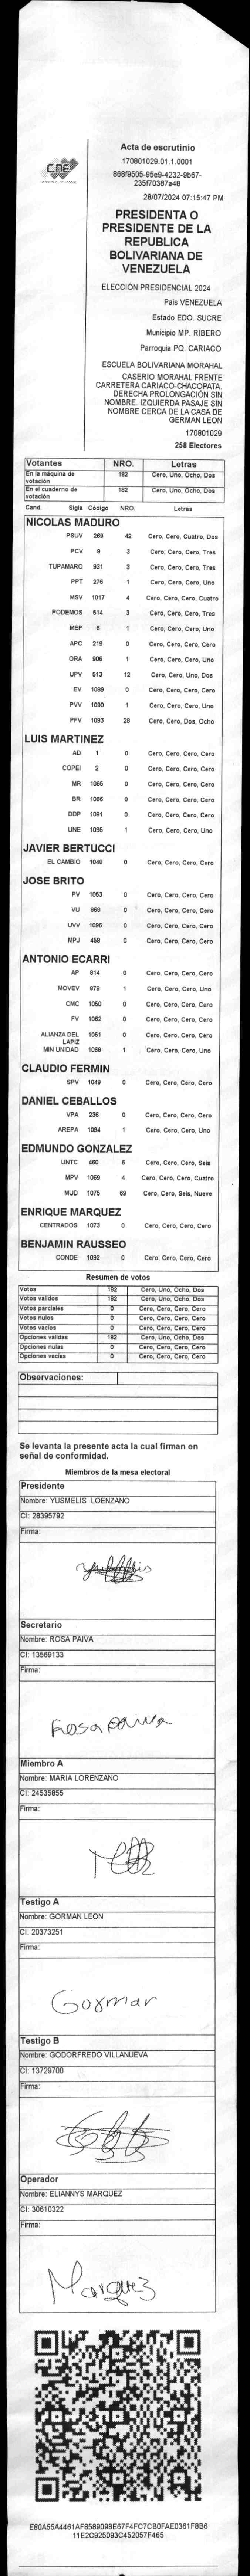 CNE
Acta de escrutinio
170801029.01.1.0001
868f9505-95e9-4232-9b67-
235f70387a48
28/07/2024 07:15:47 PM
PRESIDENTA O
PRESIDENTE DE LA
REPUBLICA
BOLIVARIANA DE
VENEZUELA
ELECCIÓN PRESIDENCIAL 2024
Pais VENEZUELA
Estado EDO. SUCRE
Municipio MP. RIBERO
Parroquia PQ. CARIACO
ESCUELA BOLIVARIANA MORAHAL
CASERIO MORAHAL FRENTE
CARRETERA CARIACO-CHACOPATA.
DERECHA PROLONGACIÓN SIN
NOMBRE. IZQUIERDA PASAJE SIN
NOMBRE CERCA DE LA CASA DE
GERMAN LEON
170801029
258 Electores
Votantes NRO. Letras
En la máquina de votación 182 Cero, Uno, Ocho, Dos
En el cuaderno de votación 182 Cero, Uno, Ocho, Dos
Cand. Sigla Código NRO. Letras
NICOLAS MADURO
PSUV 269 42 Cero, Cero, Cuatro, Dos
PCV 9 3 Cero, Cero, Cero, Tres
TUPAMARO 931 3 Cero, Cero, Cero, Tres
PPT 276 1 Cero, Cero, Cero, Uno
MSV 1017 4 Cero, Cero, Cero, Cuatro
PODEMOS 514 3 Cero, Cero, Cero, Tres
MEP 6 1 Cero, Cero, Cero, Uno
APC 219 0 Cero, Cero, Cero, Cero
ORA 906 1 Cero, Cero, Cero, Uno
UPV 513 12 Cero, Cero, Uno, Dos
EV 1089 0 Cero, Cero, Cero, Cero
PVV 1090 1 Cero, Cero, Cero, Uno
PFV 1093 28 Cero, Cero, Dos, Ocho
LUIS MARTINEZ
AD 1 0 Cero, Cero, Cero, Cero
COPEI 2 0 Cero, Cero, Cero, Cero
MR 1065 0 Cero, Cero, Cero, Cero
BR 1066 0 Cero, Cero, Cero, Cero
DDP 1091 0 Cero, Cero, Cero, Cero
UNE 1095 1 Cero, Cero, Cero, Uno
JAVIER BERTUCCI
EL CAMBIO 1048 0 Cero, Cero, Cero, Cero
JOSE BRITO
PV 1053 0 Cero, Cero, Cero, Cero
VU 868 0 Cero, Cero, Cero, Cero
UVV 1096 0 Cero, Cero, Cero, Cero
MPJ 458 0 Cero, Cero, Cero, Cero
ANTONIO ECARRI
AP 814 0 Cero, Cero, Cero, Cero
MOVEV 978 1 Cero, Cero, Cero, Uno
CMC 1050 0 Cero, Cero, Cero, Cero
FV 1062 0 Cero, Cero, Cero, Cero
ALIANZA DEL LAPIZ 1051 0 Cero, Cero, Cero, Cero
MIN UNIDAD 1068 1 Cero, Cero, Cero, Uno
CLAUDIO FERMIN
SPV 1049 0 Cero, Cero, Cero, Cero
DANIEL CEBALLOS
VPA 236 0 Cero, Cero, Cero, Cero
AREPA 1094 1 Cero, Cero, Cero, Uno
EDMUNDO GONZALEZ
UNTC 460 6 Cero, Cero, Cero, Seis
MPV 1069 4 Cero, Cero, Cero, Cuatro
MUD 1075 69 Cero, Cero, Seis, Nueve
ENRIQUE MARQUEZ
CENTRADOS 1073 0 Cero, Cero, Cero, Cero
BENJAMIN RAUSSEO
CONDE 1092 0 Cero, Cero, Cero, Cero
Resumen de votos
Votos 182 Cero, Uno, Ocho, Dos
Votos validos 182 Cero, Uno, Ocho, Dos
Votos parciales 0 Cero, Cero, Cero, Cero
Votos nulos 0 Cero, Cero, Cero, Cero
Votos vacios 0 Cero, Cero, Cero, Cero
Opciones validas 182 Cero, Uno, Ocho, Dos
Opciones nulas 0 Cero, Cero, Cero, Cero
Opciones vacias 0 Cero, Cero, Cero, Cero
Observaciones:
Se levanta la presente acta la cual firman en
señal de conformidad.
Miembros de la mesa electoral
Presidente
Nombre: YUSMELIS LOENZANO
CI: 28395792
Firma:
Secretario
Nombre: ROSA PAIVA
CI: 13569133
Firma:
Rosa paiva
Miembro A
Nombre: MARIA LORENZANO
CI: 24535855
Firma:
Testigo A
Nombre: GORMAN LEON
CI: 20373251
Firma:
Gorman
Testigo B
Nombre: GODORFREDO VILLANUEVA
CI: 13729700
Firma:
Operador
Nombre: ELIANNYS MARQUEZ
CI: 30610322
Firma:
Marquez
E80A55A4461AFB589098E67F4FC7CB0FAE0361F8B6
11E2C925093C452057F465